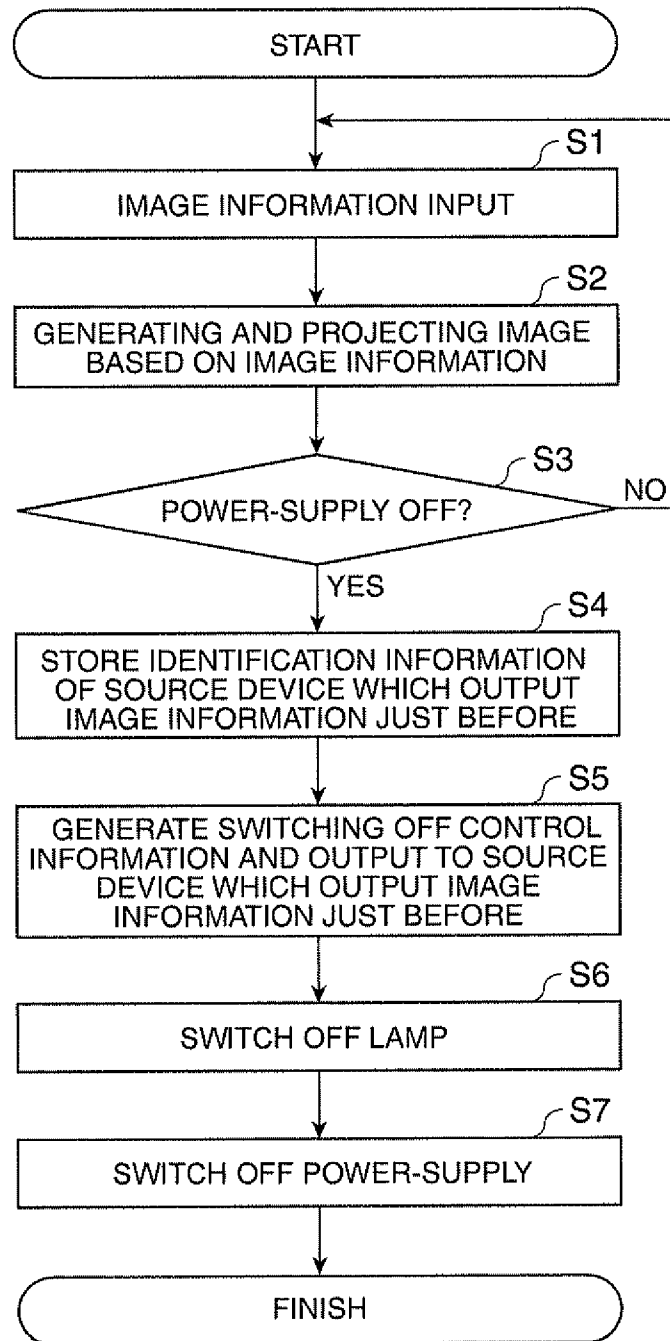 START
S1
IMAGE INFORMATION INPUT
S2
GENERATING AND PROJECTING IMAGE
BASED ON IMAGE INFORMATION
S3
POWER-SUPPLY OFF?
NO
YES
S4
STORE IDENTIFICATION INFORMATION
OF SOURCE DEVICE WHICH OUTPUT
IMAGE INFORMATION JUST BEFORE
S5
GENERATE SWITCHING OFF CONTROL
INFORMATION AND OUTPUT TO SOURCE
DEVICE WHICH OUTPUT IMAGE
INFORMATION JUST BEFORE
S6
SWITCH OFF LAMP
S7
SWITCH OFF POWER-SUPPLY
FINISH